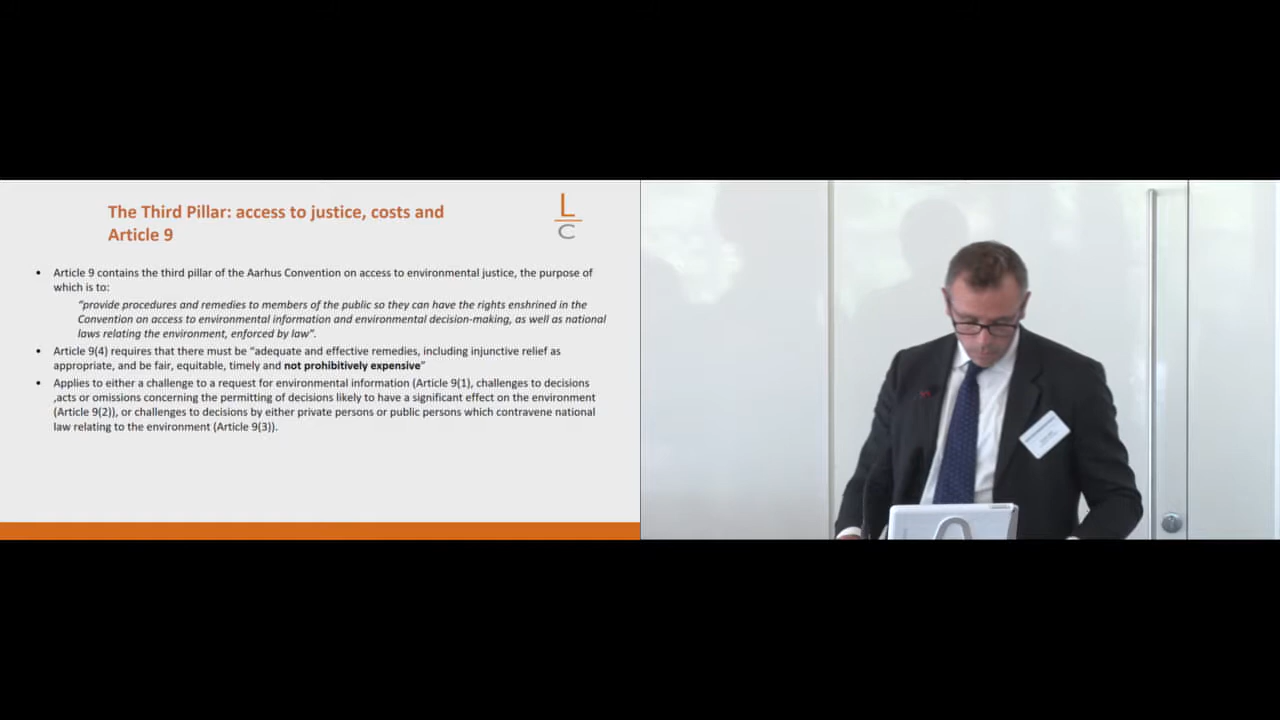 The Third Pillar: access to justice, costs and
Article 9
L
C
• Article 9 contains the third pillar of the Aarhus Convention on access to environmental justice, the purpose of
which is to:
“provide procedures and remedies to members of the public so they can have the rights enshrined in the
Convention on access to environmental information and environmental decision-making, as well as national
laws relating the environment, enforced by law”.
• Article 9(4) requires that there must be “adequate and effective remedies, including injunctive relief as
appropriate, and be fair, equitable, timely and not prohibitively expensive”
• Applies to either a challenge to a request for environmental information (Article 9(1), challenges to decisions
,acts or omissions concerning the permitting of decisions likely to have a significant effect on the environment
(Article 9(2)), or challenges to decisions by either private persons or public persons which contravene national
law relating to the environment (Article 9(3)).